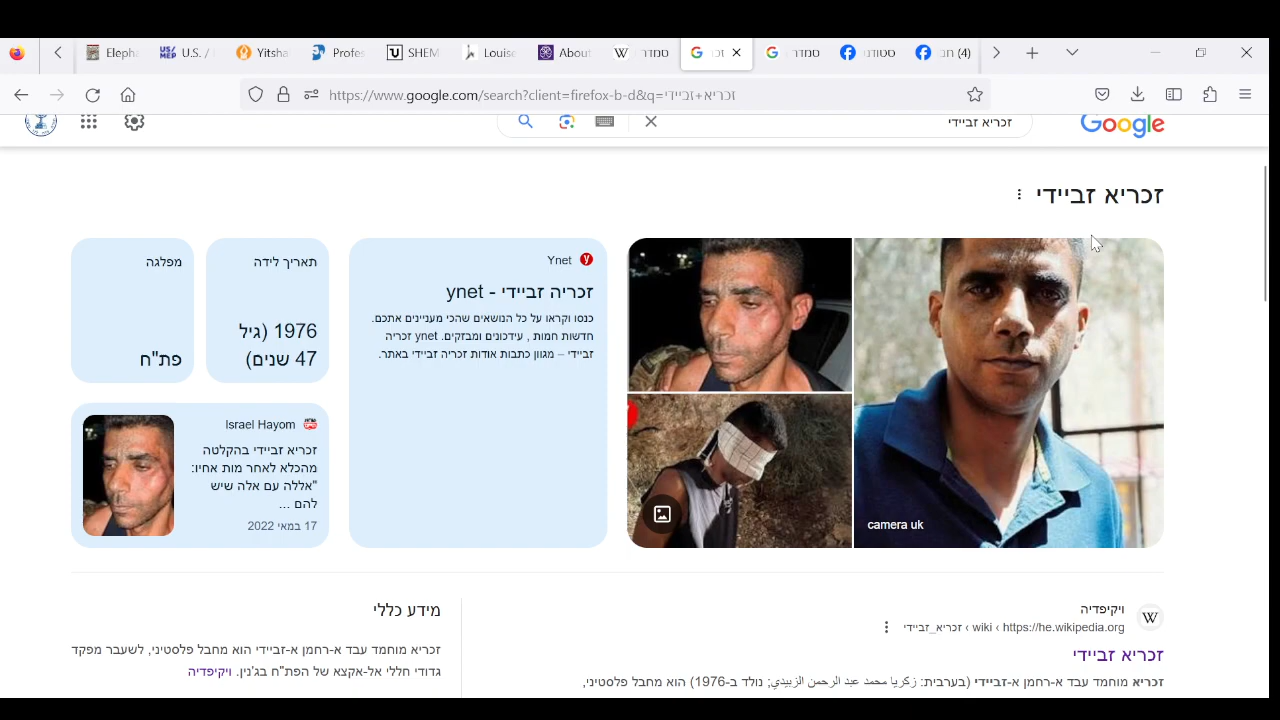 Eleph
U.S. /
Yitsha
Profes
SHEM
Louise
About
סמדר
זכו
סמדר
סטודנ
(4) חב
https://www.google.com/search?client=firefox-b-d&q=זכריא+זביידי
זכריא זביידי
Google
זכריא זביידי
Ynet
זכריה זביידי - ynet
כנסו וקראו על כל הנושאים שהכי מעניינים אתכם.
חדשות חמות , עידכונים ומבזקים. ynet זכריה
זביידי – מגוון כתבות אודות זכריה זביידי באתר.
תאריך לידה
1976 (גיל
47 שנים)
מפלגה
פת"ח
Israel Hayom
זכריא זביידי בהקלטה
מהכלא לאחר מות אחיו:
"אללה עם אלה שיש
להם ...
17 במאי 2022
camera uk
ויקיפדיה
https://he.wikipedia.org › wiki › זכריא_זביידי
זכריא זביידי
זכריא מוחמד עבד א-רחמן א-זביידי (בערבית: زكريا محمد عبد الرحمن الزبيدي; נולד ב-1976) הוא מחבל פלסטיני,
מידע כללי
זכריא מוחמד עבד א-רחמן א-זביידי הוא מחבל פלסטיני, לשעבר מפקד
גדודי חללי אל-אקצא של הפת"ח בג'נין. ויקיפדיה